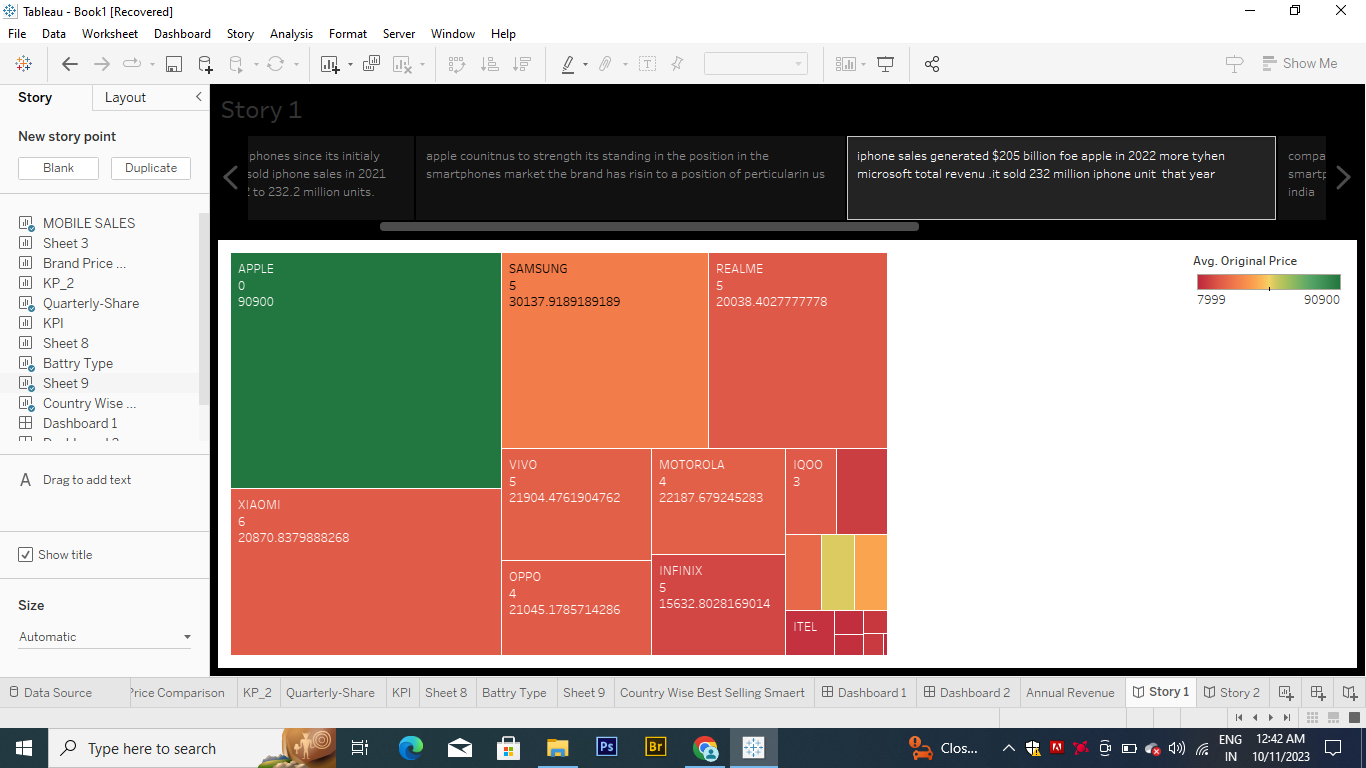 Tableau - Book1 [Recovered]
File Data Worksheet Dashboard Story Analysis Format Server Window Help
Show Me
Story Layout
New story point
Blank Duplicate
MOBILE SALES
Sheet 3
Brand Price ...
KP_2
Quarterly-Share
KPI
Sheet 8
Battry Type
Sheet 9
Country Wise ...
Dashboard 1
A Drag to add text
Show title
Size
Automatic
Story 1
phones since its initialy
sold iphone sales in 2021
to 232.2 million units.
apple counitnus to strength its standing in the position in the
smartphones market the brand has risin to a position of perticularin us
iphone sales generated $205 billion foe apple in 2022 more tyhen
microsoft total revenu .it sold 232 million iphone unit that year
compa
smartp
india
APPLE
0
90900
SAMSUNG
5
30137.9189189189
REALME
5
20038.4027777778
XIAOMI
6
20870.8379888268
VIVO
5
21904.4761904762
MOTOROLA
4
22187.679245283
IQOO
3
OPPO
4
21045.1785714286
INFINIX
5
15632.8028169014
ITEL
Avg. Original Price
7999 90900
Data Source Price Comparison KP_2 Quarterly-Share KPI Sheet 8 Battry Type Sheet 9 Country Wise Best Selling Smaert Dashboard 1 Dashboard 2 Annual Revenue Story 1 Story 2
Type here to search
Ps
Br
Clos...
ENG
IN
12:42 AM
10/11/2023